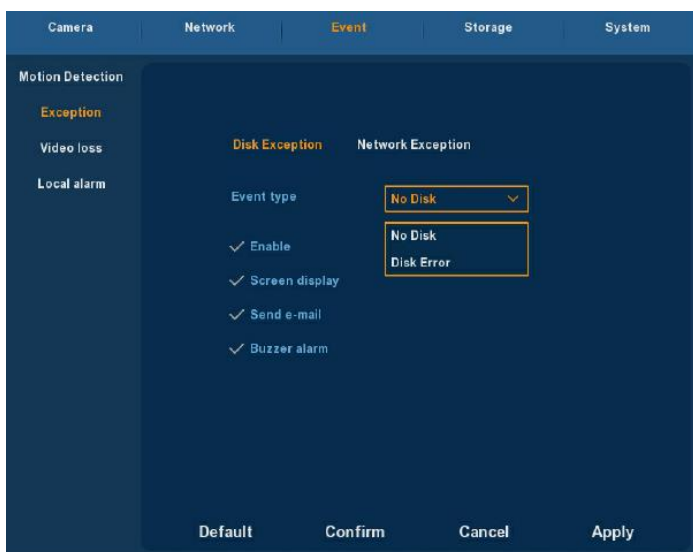 Camera Network Event Storage System
Motion Detection
Exception
Video loss
Local alarm
Disk Exception Network Exception
Event type No Disk
No Disk
Disk Error
Enable
Screen display
Send e-mail
Buzzer alarm
Default Confirm Cancel Apply